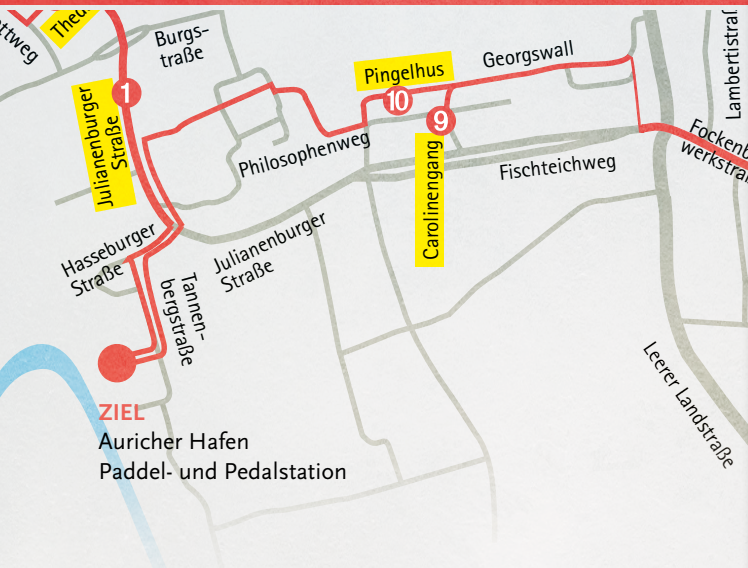 Burgs-
traße
Georgswall
Pingelhus
10
9
1
Julianenburger
Straße
Philosophenweg
Carolinengang
Fischteichweg
Hasseburger
Straße
Julianenburger
Straße
Tannen-
bergstraße
Leerer Landstraße
ZIEL
Auricher Hafen
Paddel- und Pedalstation